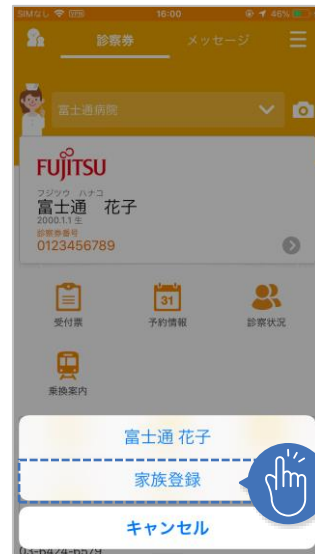 SIMなし 16:00 46%
診察券 メッセージ
富士通病院
FUJITSU
フジツウ ハナコ
富士通 花子
2000.1.1 生
診察券番号
0123456789
31
受付票 予約情報 診察状況
乗換案内
富士通 花子
家族登録
キャンセル
03-6424-6579